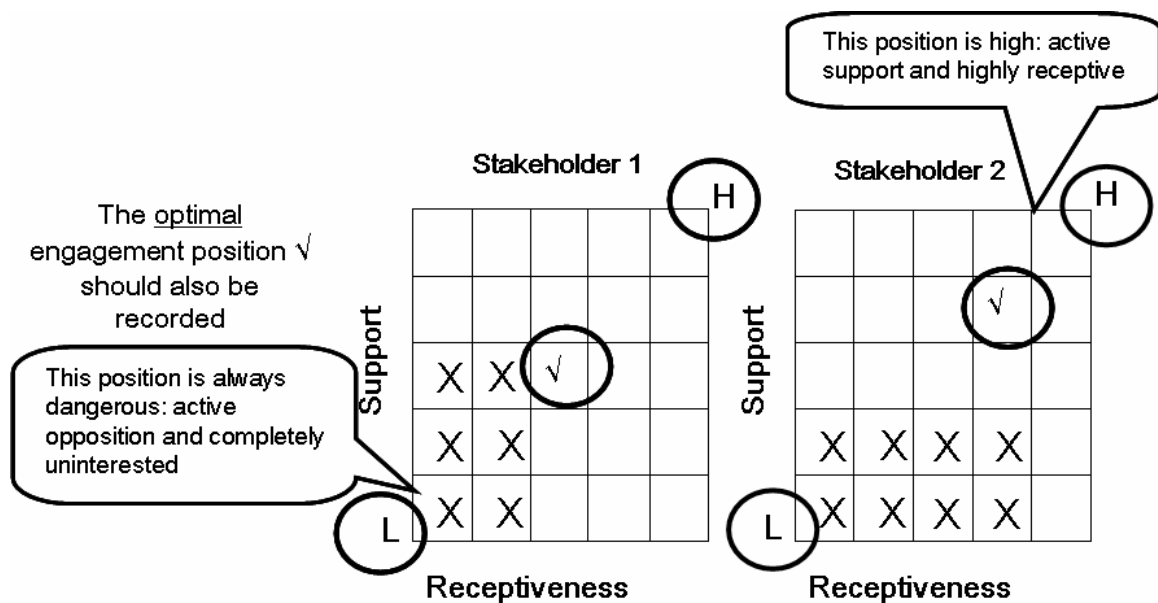 This position is high: active
support and highly receptive
Stakeholder 1
H
Stakeholder 2
H
The optimal
engagement position √
should also be
recorded
This position is always
dangerous: active
opposition and completely
uninterested
Support
√
X X
X X
X X
L
Receptiveness
Support
√
X X X X
X X X X
L
Receptiveness